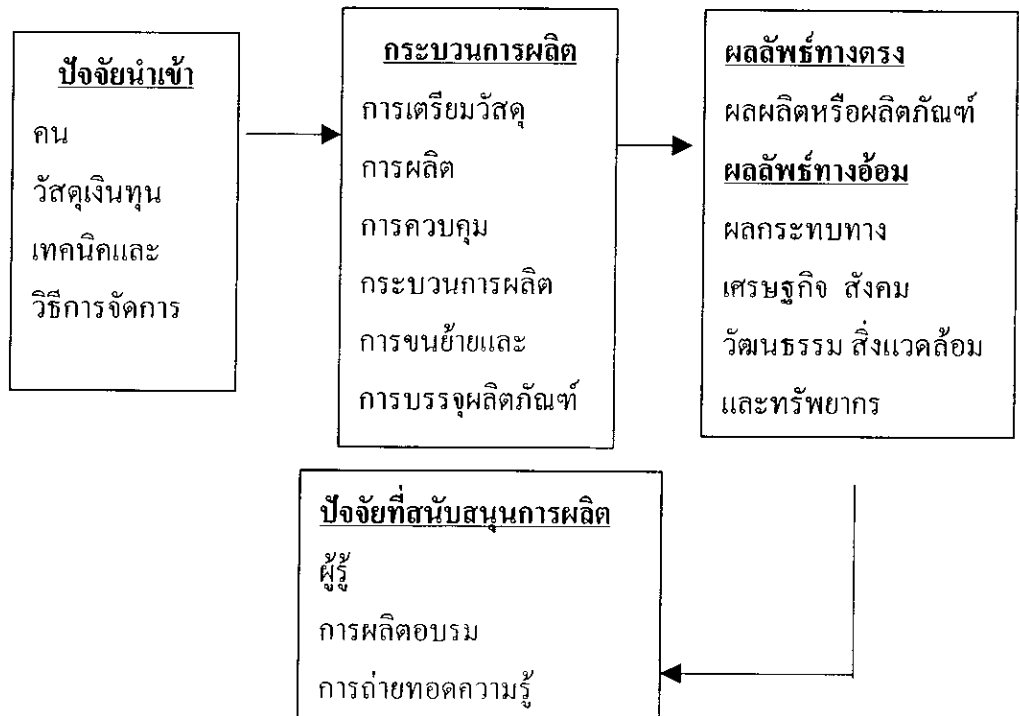 ปัจจัยนำเข้า
คน
วัสดุเงินทุน
เทคนิคและ
วิธีการจัดการ
กระบวนการผลิต
การเตรียมวัสดุ
การผลิต
การควบคุม
กระบวนการผลิต
การขนย้ายและ
การบรรจุผลิตภัณฑ์
ผลลัพธ์ทางตรง
ผลผลิตหรือผลิตภัณฑ์
ผลลัพธ์ทางอ้อม
ผลกระทบทาง
เศรษฐกิจ สังคม
วัฒนธรรม สิ่งแวดล้อม
และทรัพยากร
ปัจจัยที่สนับสนุนการผลิต
ผู้รู้
การผลิตอบรม
การถ่ายทอดความรู้